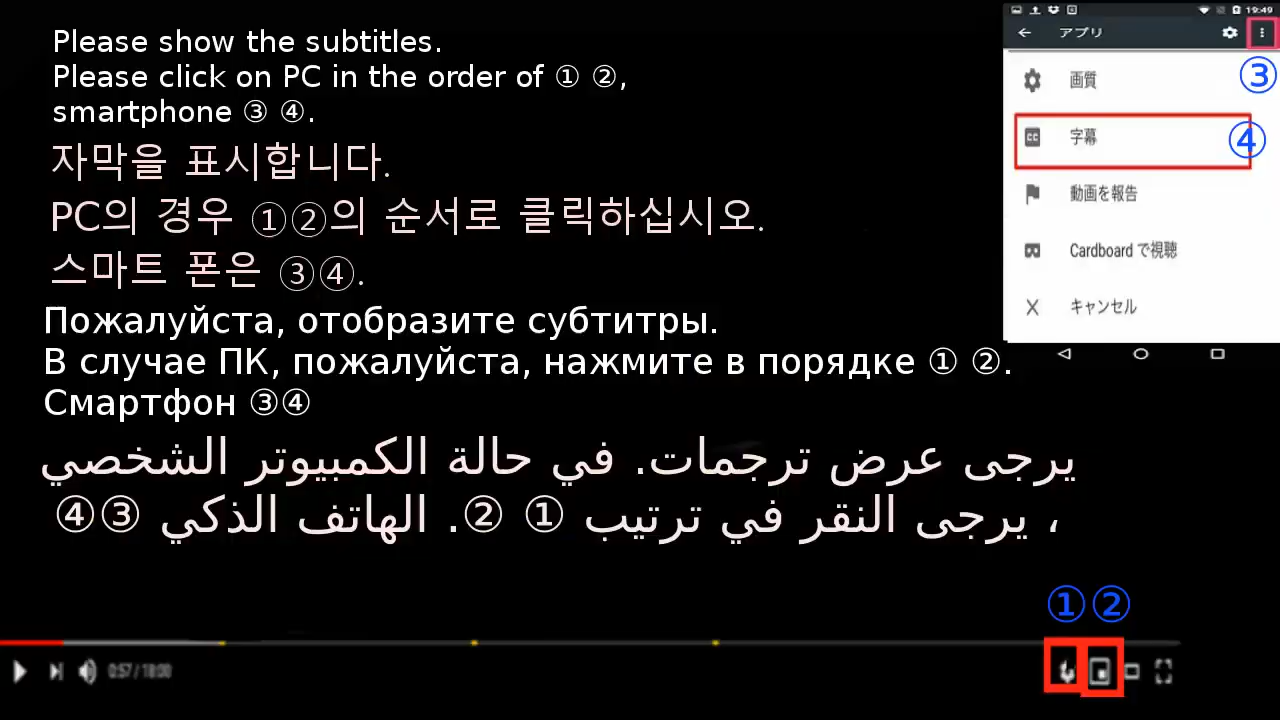 Please show the subtitles.
Please click on PC in the order of ① ②,
smartphone ③ ④.
자막을 표시합니다.
PC의 경우 ①②의 순서로 클릭하십시오.
스마트 폰은 ③④.
Пожалуйста, отобразите субтитры.
В случае ПК, пожалуйста, нажмите в порядке ① ②.
Смартфон ③④
يرجى عرض ترجمات. في حالة الكمبيوتر الشخصي
، يرجى النقر في ترتيب ① ②. الهاتف الذكي ③④
19:49
アプリ
③
画質
CC 字幕
④
動画を報告
Cardboard で視聴
キャンセル
①②
0:57 / 18:00